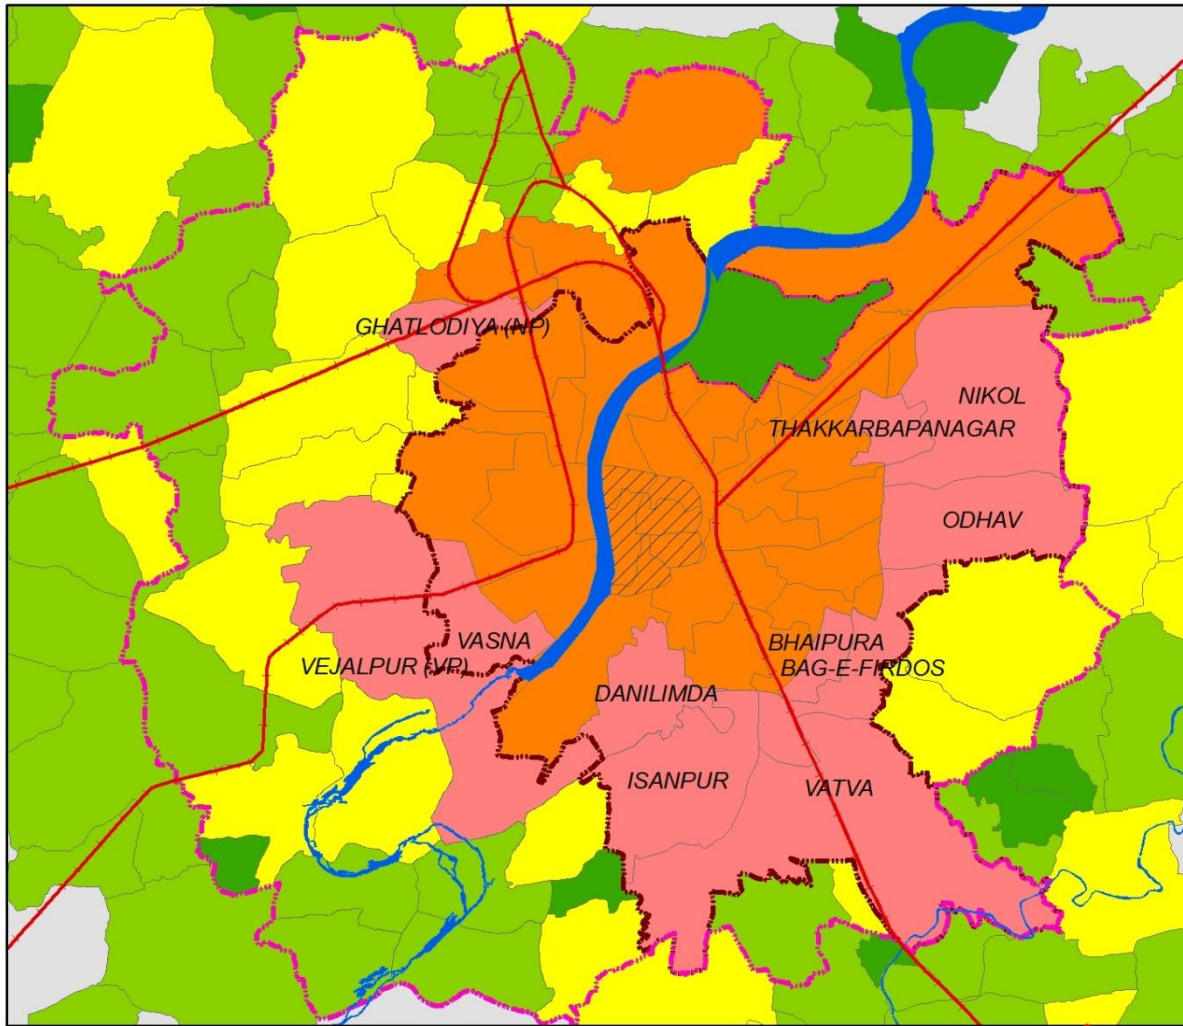 GHATLODIYA (NP)
NIKOL
THAKKARBAPANAGAR
ODHAV
BHAIPURA
VASNA
VEJALPUR (VP)
BAG-E-FIRDOS
DANILIMDA
ISANPUR
VATVA